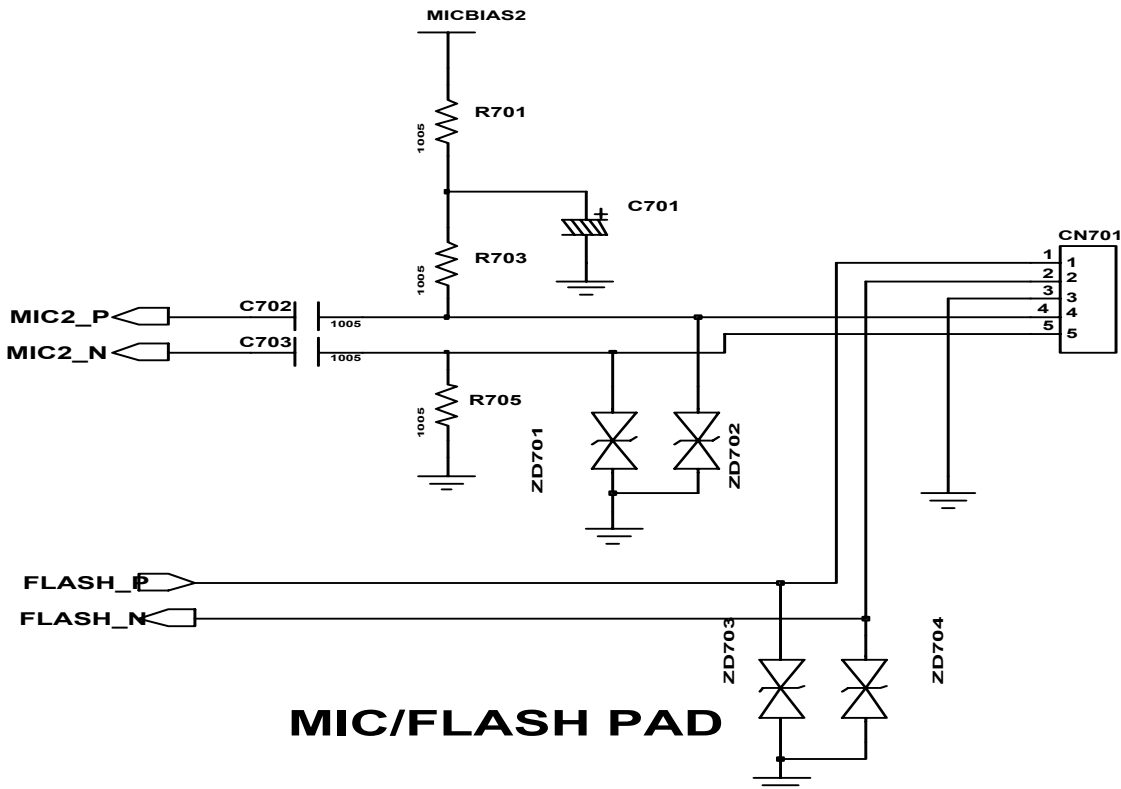 MICBIAS2
R701
1005
C701
R703
1005
CN701
1 1
2 2
3 3
4 4
5 5
MIC2_P
C702
1005
MIC2_N
C703
1005
R705
1005
ZD701
ZD702
FLASH_P
FLASH_N
ZD703
ZD704
MIC/FLASH PAD